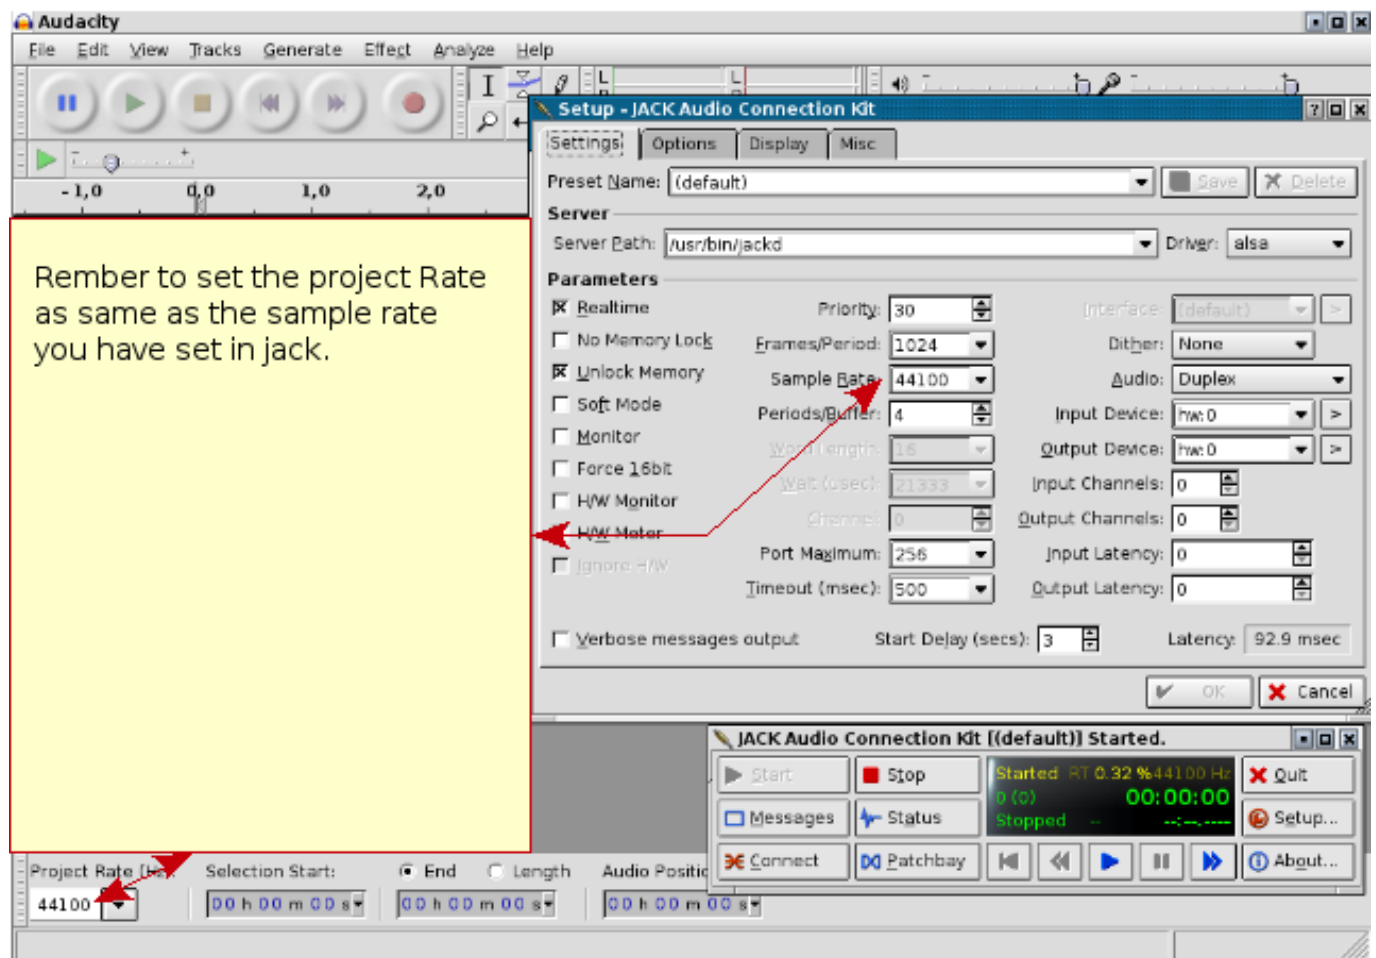 Audacity
File Edit View Tracks Generate Effect Analyze Help
L L
Setup - JACK Audio Connection Kit
Settings Options Display Misc
-1,0 0,0 1,0 2,0
Preset Name: (default) Save Delete
Server
Server Path: /usr/bin/jackd Driver: alsa
Rember to set the project Rate
as same as the sample rate
you have set in jack.
Parameters
Realtime Priority: 30 Interface: (default) >
No Memory Lock Frames/Period: 1024 Dither: None
Unlock Memory Sample Rate: 44100 Audio: Duplex
Soft Mode Periods/Buffer: 4 Input Device: hw:0 >
Monitor Word Length: 16 Output Device: hw:0 >
Force 16bit Wait (usec): 21333 Input Channels: 0
H/W Monitor Channel: 0 Output Channels: 0
H/W Meter Port Maximum: 256 Input Latency: 0
Ignore H/W Timeout (msec): 500 Output Latency: 0
Verbose messages output Start Delay (secs): 3 Latency: 92.9 msec
OK Cancel
JACK Audio Connection Kit [(default)] Started.
Start Stop Started RT 0.32 % 44100 Hz Quit
Messages Status 0 (0) 00:00:00 Setup...
Stopped -- --:--.----
Connect Patchbay About...
Project Rate (Hz): Selection Start: End Length Audio Positio
44100 00 h 00 m 00 s 00 h 00 m 00 s 00 h 00 m 00 s